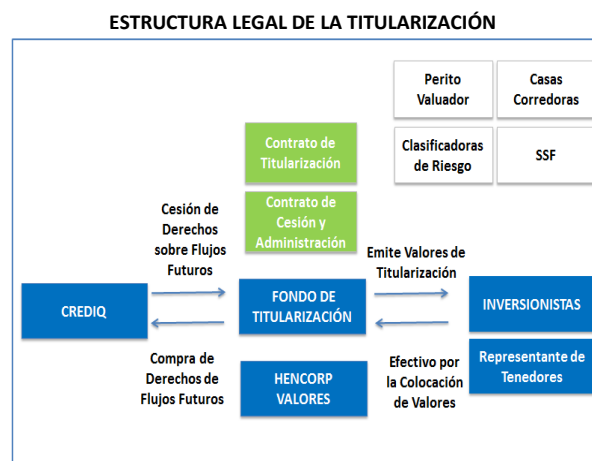 ESTRUCTURA LEGAL DE LA TITULARIZACIÓN
Perito
Valuador
Casas
Corredoras
Clasificadoras
de Riesgo
SSF
Contrato de
Titularización
Contrato de
Cesión y
Administración
Cesión de
Derechos
sobre Flujos
Futuros
Emite Valores de
Titularización
CREDIQ
FONDO DE
TITULARIZACIÓN
INVERSIONISTAS
Compra de
Derechos de
Flujos Futuros
HENCORP
VALORES
Efectivo por
la Colocación
de Valores
Representante de
Tenedores